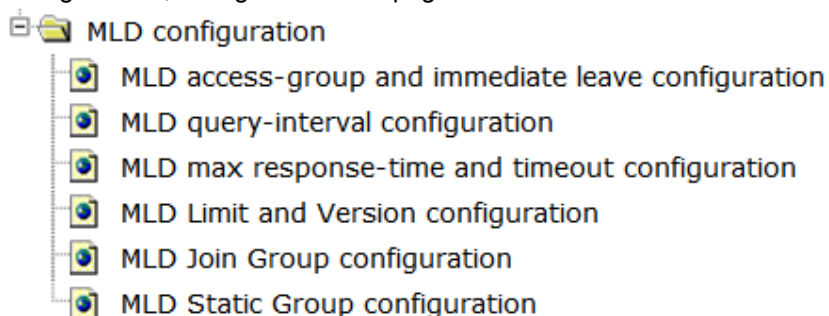 MLD configuration
MLD access-group and immediate leave configuration
MLD query-interval configuration
MLD max response-time and timeout configuration
MLD Limit and Version configuration
MLD Join Group configuration
MLD Static Group configuration